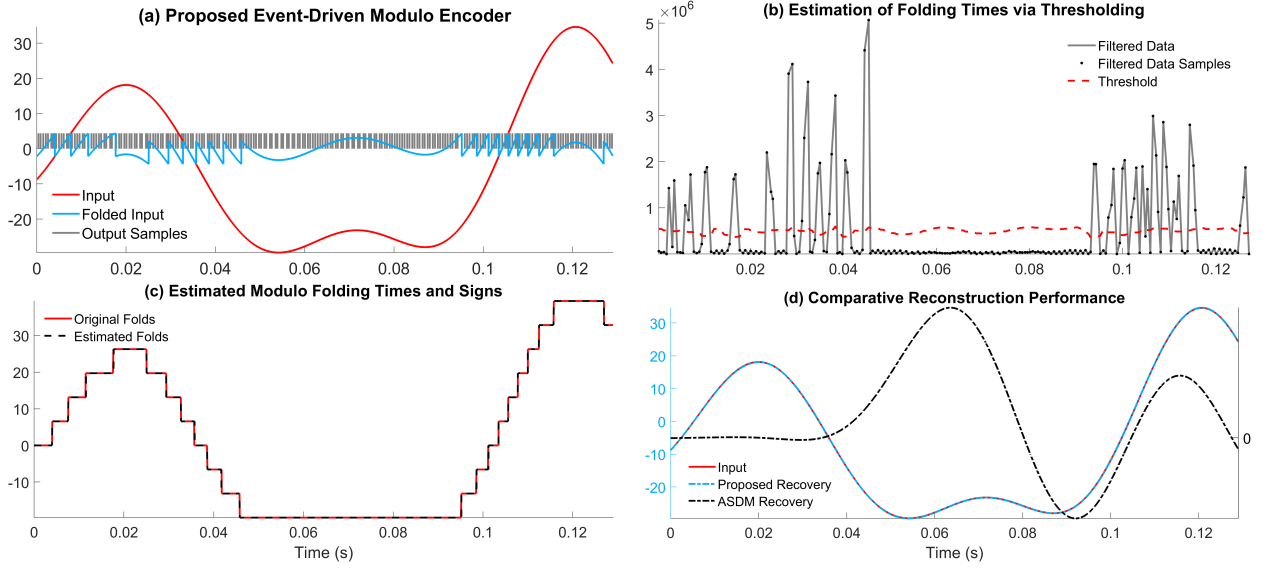 (a) Proposed Event-Driven Modulo Encoder
30
20
10
0
-10
-20
Input
Folded Input
Output Samples
0 0.02 0.04 0.06 0.08 0.1 0.12
(b) Estimation of Folding Times via Thresholding
×10^6
5
4
3
2
1
Filtered Data
Filtered Data Samples
Threshold
0.02 0.04 0.06 0.08 0.1 0.12
(c) Estimated Modulo Folding Times and Signs
Original Folds
Estimated Folds
30
20
10
0
-10
0 0.02 0.04 0.06 0.08 0.1 0.12
Time (s)
(d) Comparative Reconstruction Performance
30
20
10
0
-10
-20
0
Input
Proposed Recovery
ASDM Recovery
0 0.02 0.04 0.06 0.08 0.1 0.12
Time (s)